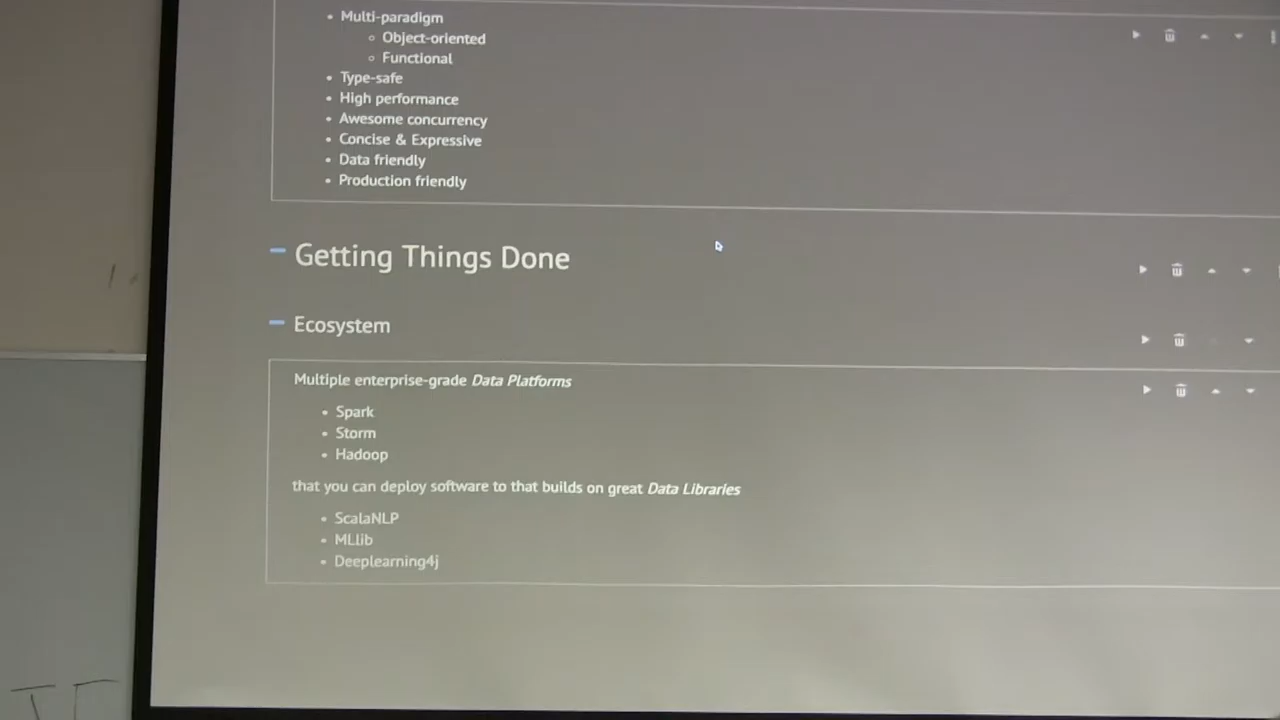 Multi-paradigm
Object-oriented
Functional
Type-safe
High performance
Awesome concurrency
Concise & Expressive
Data friendly
Production friendly
Getting Things Done
Ecosystem
Multiple enterprise-grade Data Platforms
Spark
Storm
Hadoop
that you can deploy software to that builds on great Data Libraries
ScalaNLP
MLlib
Deeplearning4j